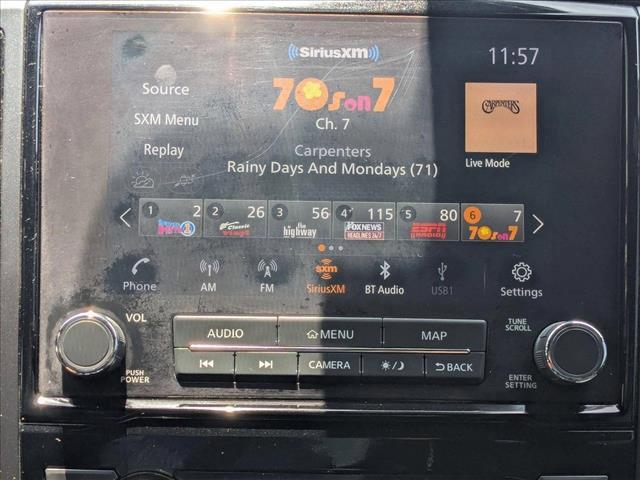 SiriusXM
11:57
Source
70s on 7
CARPENTERS
SXM Menu
Ch. 7
Replay
Carpenters
Live Mode
Rainy Days And Mondays (71)
1 2
2 26 Classic Vinyl
3 56 the highway
4 115 FOX NEWS HEADLINES 24/7
5 80 ESPN RADIO
6 7 70s on 7
Phone
AM
FM
sxm
SiriusXM
BT Audio
USB1
Settings
VOL
AUDIO
MENU
MAP
TUNE
SCROLL
PUSH
POWER
CAMERA
BACK
ENTER
SETTING